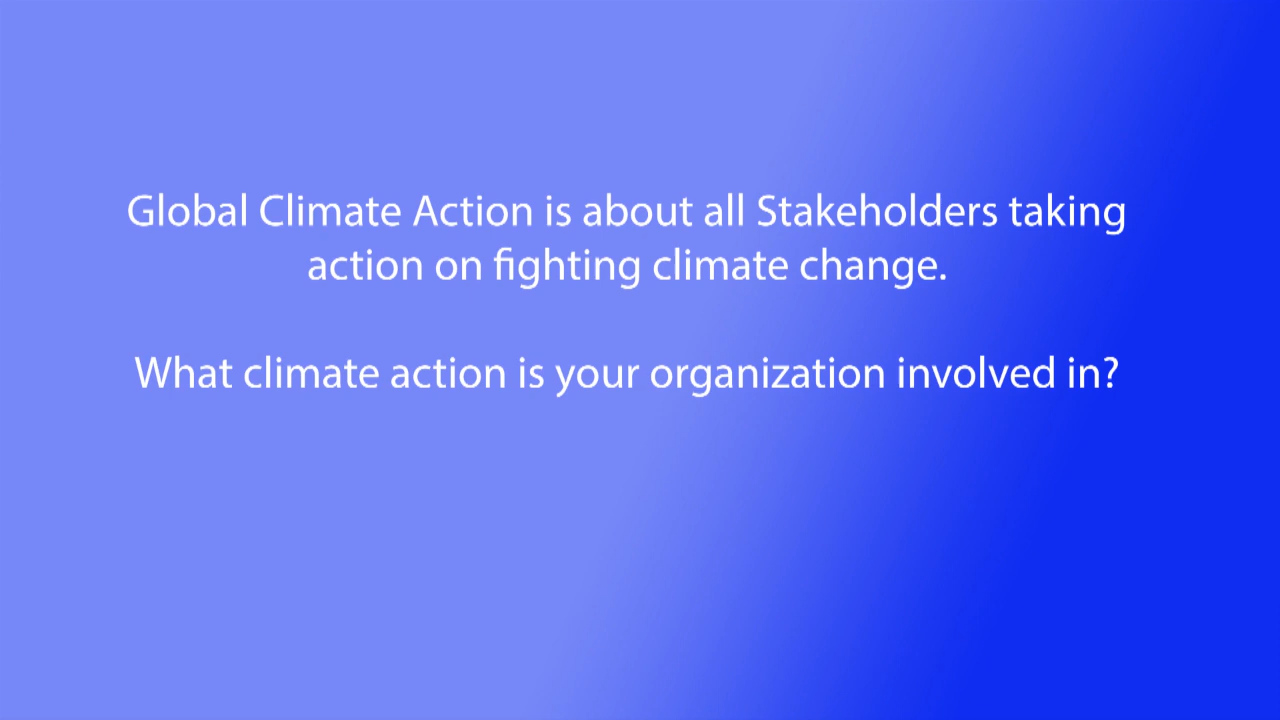 Global Climate Action is about all Stakeholders taking
action on fighting climate change.
What climate action is your organization involved in?